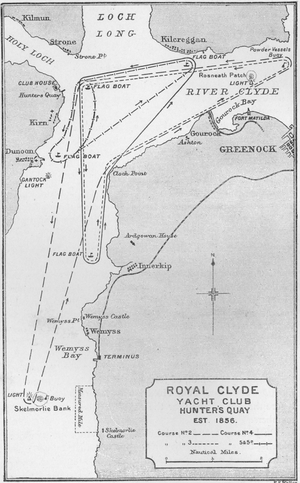 Kilmun
LOCH
LONG
Kilcreggan
Strone
HOLY LOCH
Strone Pt
FLAG BOAT
Powder Vessels
Buoy
Rosneath Patch
LIGHT
CLUB HOUSE
FLAG BOAT
Hunters Quay
RIVER CLYDE
Gourock Bay
Kirn
Gourock
FORT MATILDA
Ashton
GREENOCK
Dunoon
FLAG BOAT
GANTOCK
LIGHT
Cloch Point
Ardgowan House
FLAG BOAT
Innerkip
Wemyss Pt
Wemyss Castle
Wemyss
Wemyss
Bay
TERMINUS
LIGHT
Buoy
Skelmorlie Bank
Measured Mile
Skelmorlie
Castle
ROYAL CLYDE
YACHT CLUB
HUNTER'S QUAY
EST 1856.
Course No 2 Course No 4
" " 3 " " 5&5a
Nautical Miles.